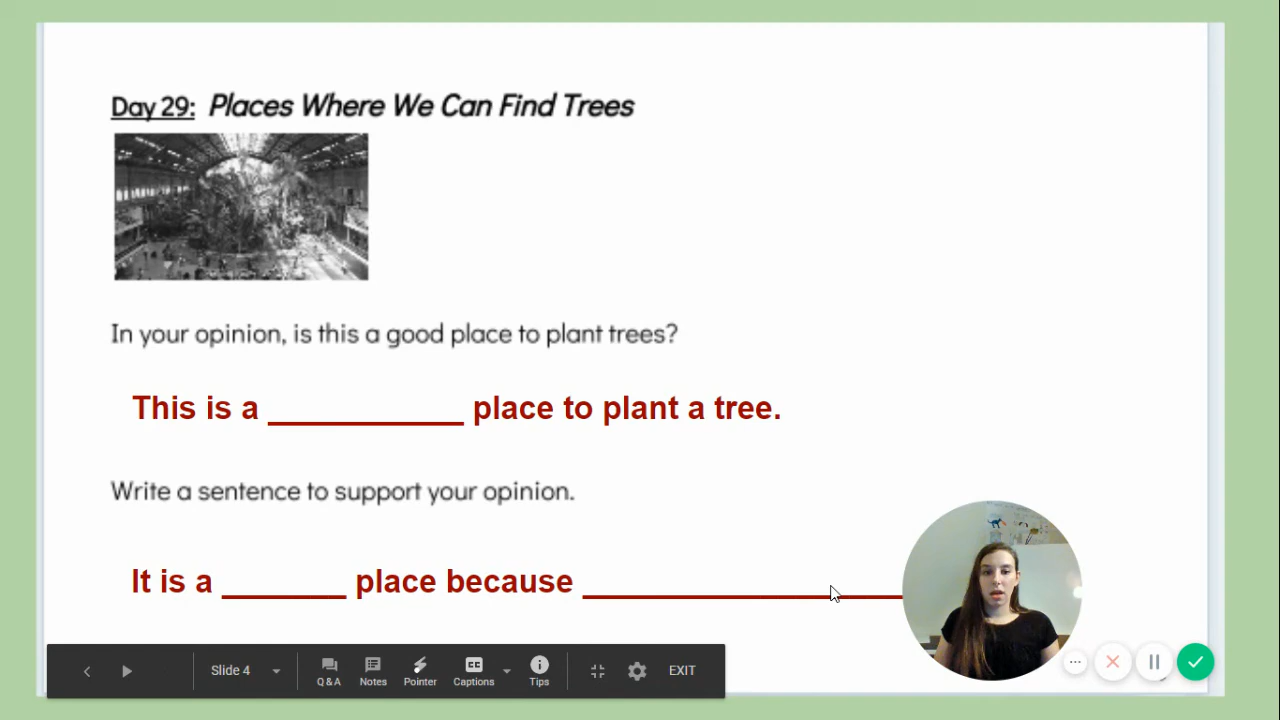 Day 29: Places Where We Can Find Trees
In your opinion, is this a good place to plant trees?
This is a ___________ place to plant a tree.
Write a sentence to support your opinion.
It is a _______ place because __________________
Slide 4
Q&A
Notes
Pointer
CC
Captions
Tips
EXIT